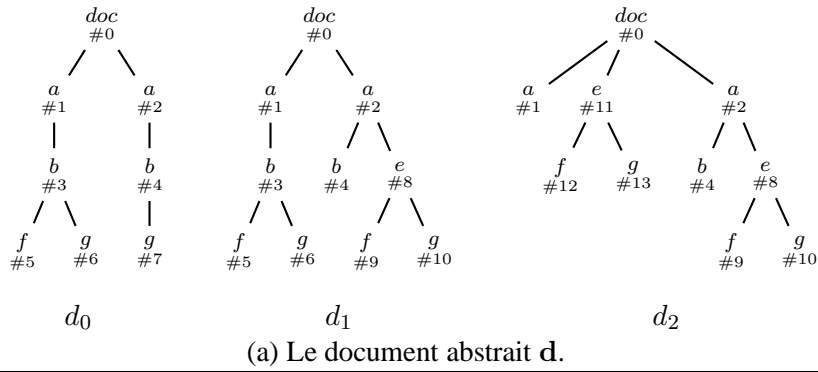 doc doc doc
#0 #0 #0
a a a a a e a
#1 #2 #1 #2 #1 #11 #2
b b b b e f g b e
#3 #4 #3 #4 #8 #12 #13 #4 #8
f g g f g f g f g
#5 #6 #7 #5 #6 #9 #10 #9 #10
d0 d1 d2
(a) Le document abstrait d.